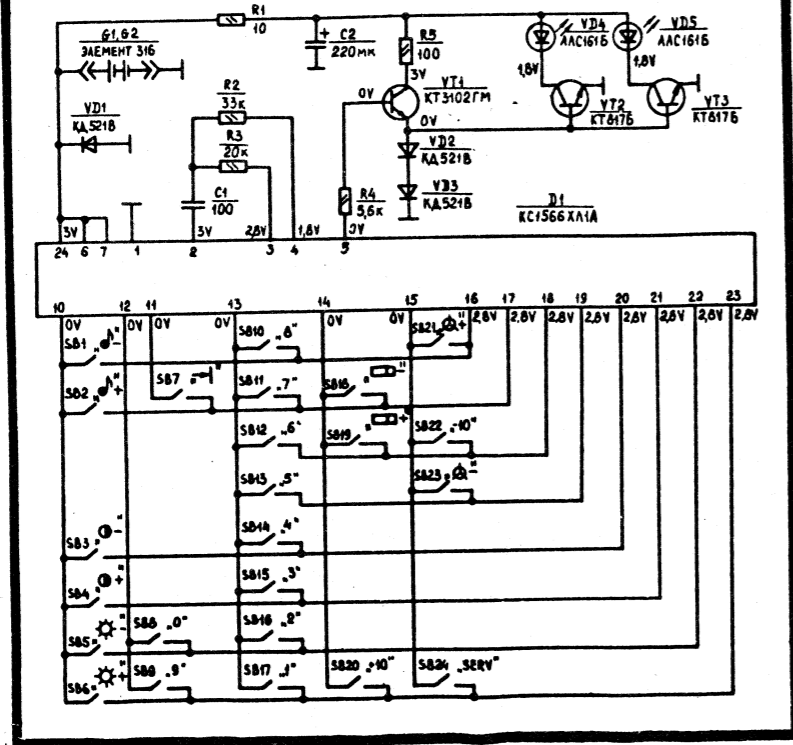 R1
10
G1, G2
ЭЛЕМЕНТ 316
+
C2
220мк
R5
100
VD4
АЛС161Б
VD5
АЛС161Б
1,8V
1,8V
3V
VT1
КТ3102ГМ
0V
0V
VT2
КТ817Б
VT3
КТ817Б
R2
33к
R3
20к
VD1
КД521В
VD2
КД521В
VD3
КД521В
C1
100
R4
5,6к
D1
КС1566ХЛ1А
3V
3V
2,8V
1,8V
24
6
7
1
2
3
4
5
10
12
11
13
14
15
16
17
18
19
20
21
22
23
0V
0V
0V
0V
0V
0V
2,8V
2,8V
2,8V
2,8V
2,8V
2,8V
2,8V
2,8V
SB1
SB10 „8"
SB21
SB2
SB7
SB11 „7"
SB18
SB12 „6"
SB19
SB22 „-10"
SB13 „5"
SB23
SB3
SB14 „4"
SB4
SB15 „3"
SB5
SB8 „0"
SB16 „2"
SB6
SB9 „9"
SB17 „1"
SB20 „+10"
SB24 „SERV"